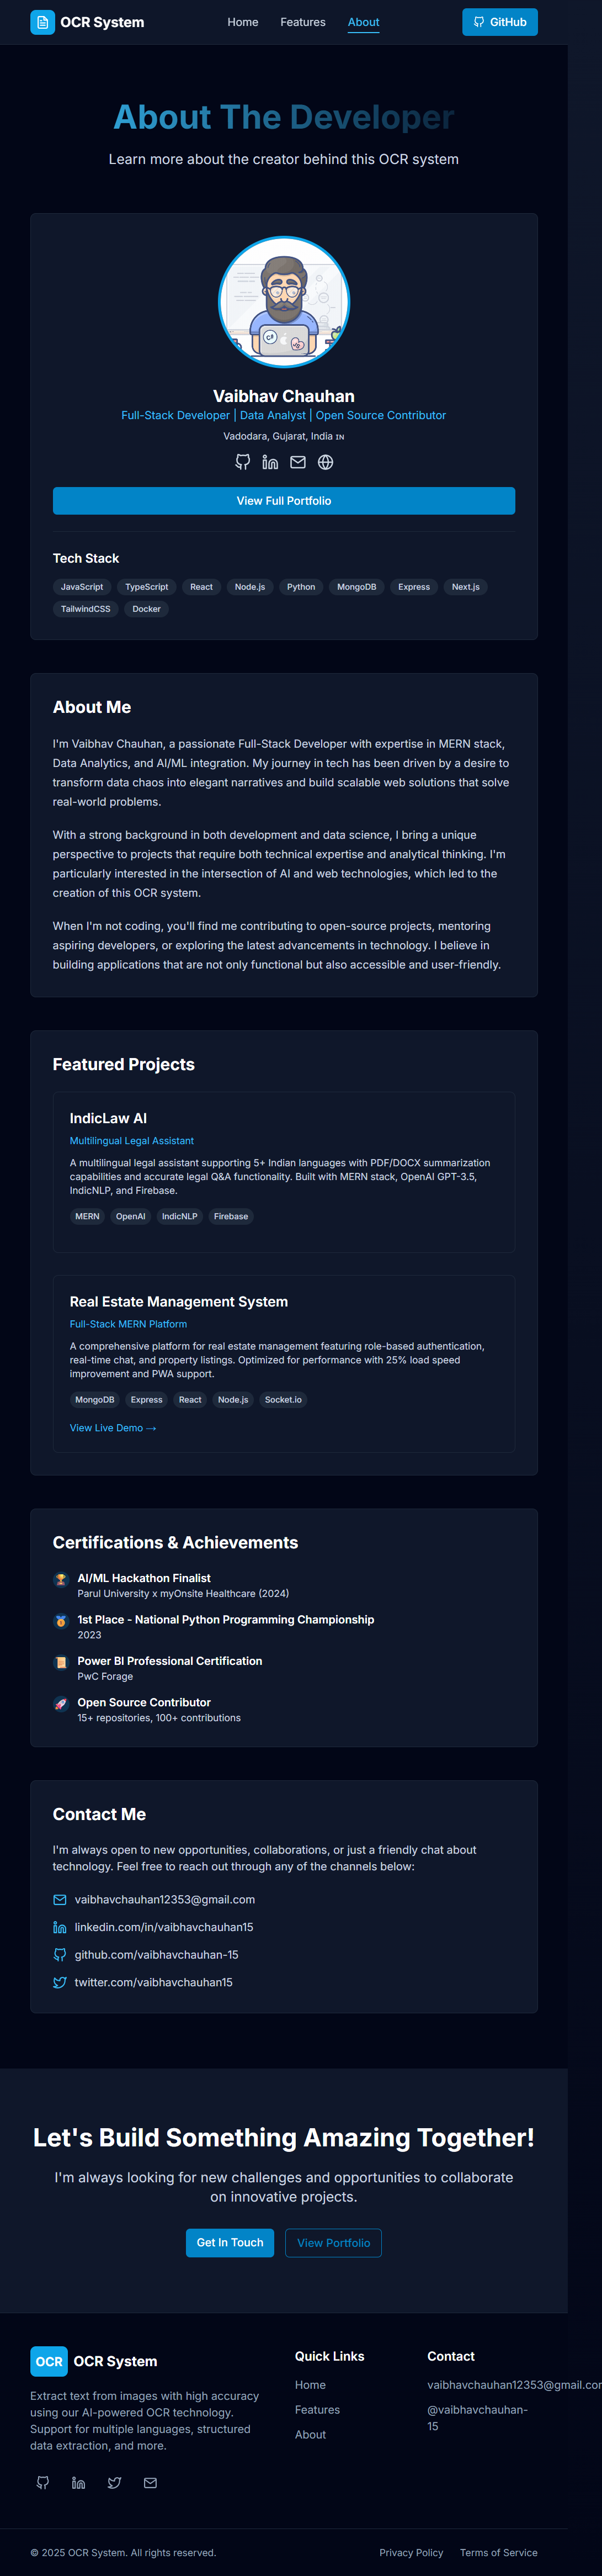 OCR System
Home
Features
About
GitHub
About The Developer
Learn more about the creator behind this OCR system
C#
Vaibhav Chauhan
Full-Stack Developer | Data Analyst | Open Source Contributor
Vadodara, Gujarat, India IN
View Full Portfolio
Tech Stack
JavaScript TypeScript React Node.js Python MongoDB Express Next.js
TailwindCSS Docker
About Me
I'm Vaibhav Chauhan, a passionate Full-Stack Developer with expertise in MERN stack,
Data Analytics, and AI/ML integration. My journey in tech has been driven by a desire to
transform data chaos into elegant narratives and build scalable web solutions that solve
real-world problems.
With a strong background in both development and data science, I bring a unique
perspective to projects that require both technical expertise and analytical thinking. I'm
particularly interested in the intersection of AI and web technologies, which led to the
creation of this OCR system.
When I'm not coding, you'll find me contributing to open-source projects, mentoring
aspiring developers, or exploring the latest advancements in technology. I believe in
building applications that are not only functional but also accessible and user-friendly.
Featured Projects
IndicLaw AI
Multilingual Legal Assistant
A multilingual legal assistant supporting 5+ Indian languages with PDF/DOCX summarization
capabilities and accurate legal Q&A functionality. Built with MERN stack, OpenAI GPT-3.5,
IndicNLP, and Firebase.
MERN OpenAI IndicNLP Firebase
Real Estate Management System
Full-Stack MERN Platform
A comprehensive platform for real estate management featuring role-based authentication,
real-time chat, and property listings. Optimized for performance with 25% load speed
improvement and PWA support.
MongoDB Express React Node.js Socket.io
View Live Demo →
Certifications & Achievements
AI/ML Hackathon Finalist
Parul University x myOnsite Healthcare (2024)
1st Place - National Python Programming Championship
2023
Power BI Professional Certification
PwC Forage
Open Source Contributor
15+ repositories, 100+ contributions
Contact Me
I'm always open to new opportunities, collaborations, or just a friendly chat about
technology. Feel free to reach out through any of the channels below:
vaibhavchauhan12353@gmail.com
linkedin.com/in/vaibhavchauhan15
github.com/vaibhavchauhan-15
twitter.com/vaibhavchauhan15
Let's Build Something Amazing Together!
I'm always looking for new challenges and opportunities to collaborate
on innovative projects.
Get In Touch
View Portfolio
OCR OCR System
Extract text from images with high accuracy
using our AI-powered OCR technology.
Support for multiple languages, structured
data extraction, and more.
Quick Links
Home
Features
About
Contact
vaibhavchauhan12353@gmail.co
@vaibhavchauhan-
15
© 2025 OCR System. All rights reserved.
Privacy Policy
Terms of Service